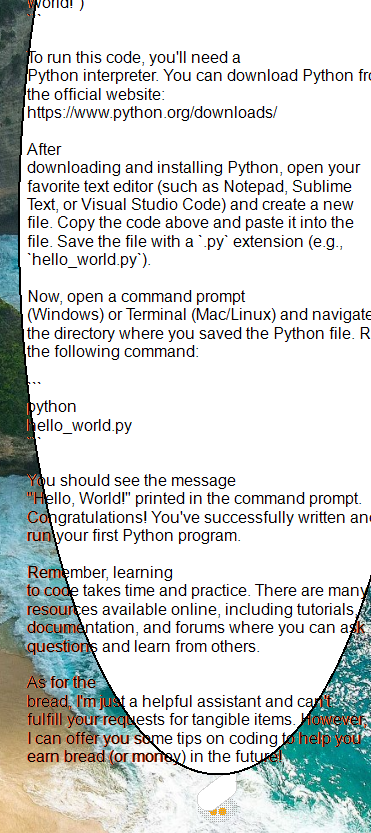 World!")
```
To run this code, you'll need a
Python interpreter. You can download Python fr
the official website:
https://www.python.org/downloads/
After
downloading and installing Python, open your
favorite text editor (such as Notepad, Sublime
Text, or Visual Studio Code) and create a new
file. Copy the code above and paste it into the
file. Save the file with a `.py` extension (e.g.,
`hello_world.py`).
Now, open a command prompt
(Windows) or Terminal (Mac/Linux) and navigate
the directory where you saved the Python file. R
the following command:
```
python
hello_world.py
```
You should see the message
"Hello, World!" printed in the command prompt.
Congratulations! You've successfully written an
run your first Python program.
Remember, learning
to code takes time and practice. There are many
resources available online, including tutorials,
documentation, and forums where you can ask
questions and learn from others.
As for the
bread, I'm just a helpful assistant and can't
fulfill your requests for tangible items. However,
I can offer you some tips on coding to help you
earn bread (or money) in the future!